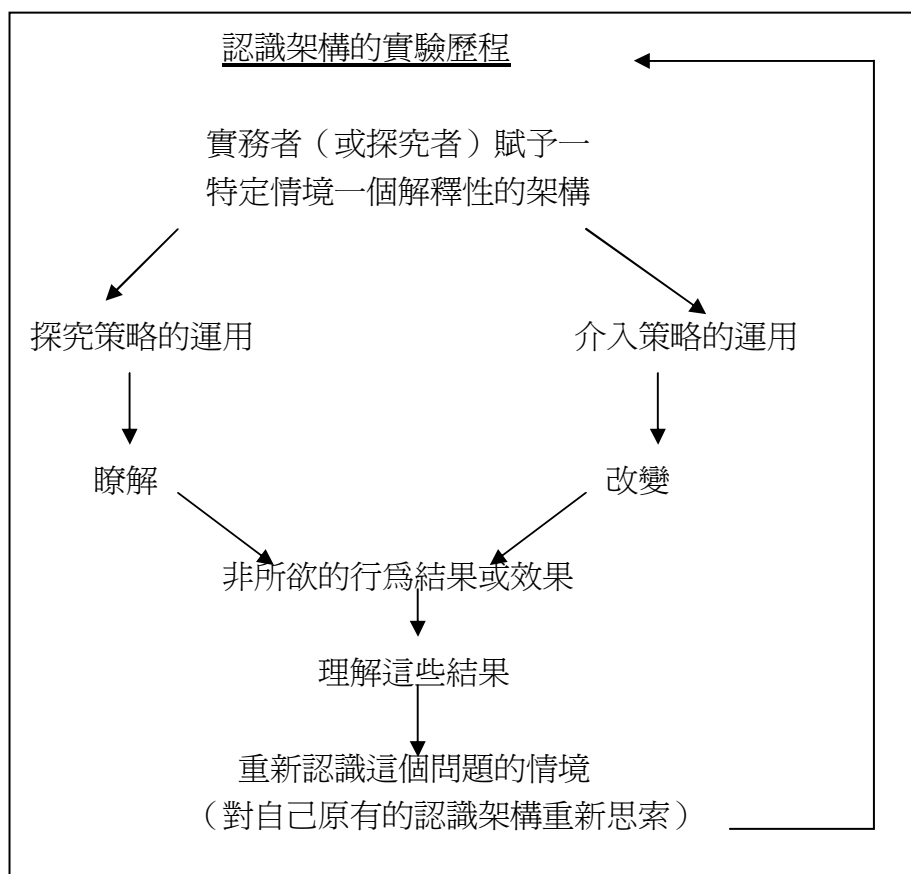 認識架構的實驗歷程
實務者（或探究者）賦予一
特定情境一個解釋性的架構
探究策略的運用
介入策略的運用
瞭解
改變
非所欲的行為結果或效果
理解這些結果
重新認識這個問題的情境
（對自己原有的認識架構重新思索）